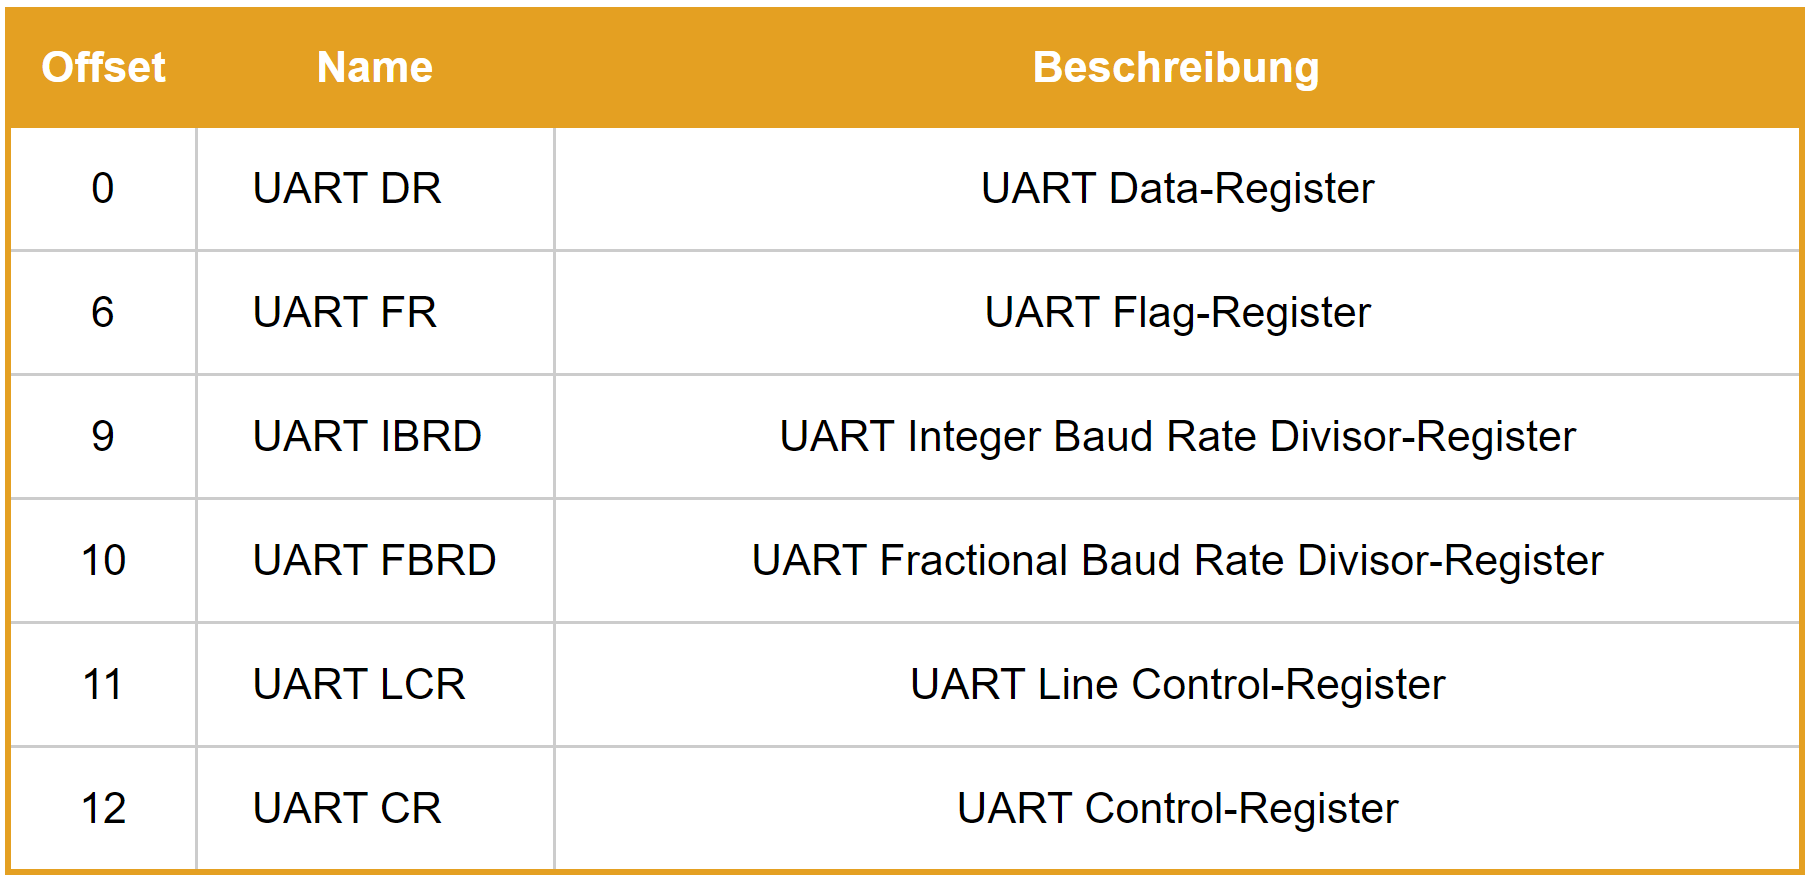 Offset Name Beschreibung
0 UART DR UART Data-Register
6 UART FR UART Flag-Register
9 UART IBRD UART Integer Baud Rate Divisor-Register
10 UART FBRD UART Fractional Baud Rate Divisor-Register
11 UART LCR UART Line Control-Register
12 UART CR UART Control-Register